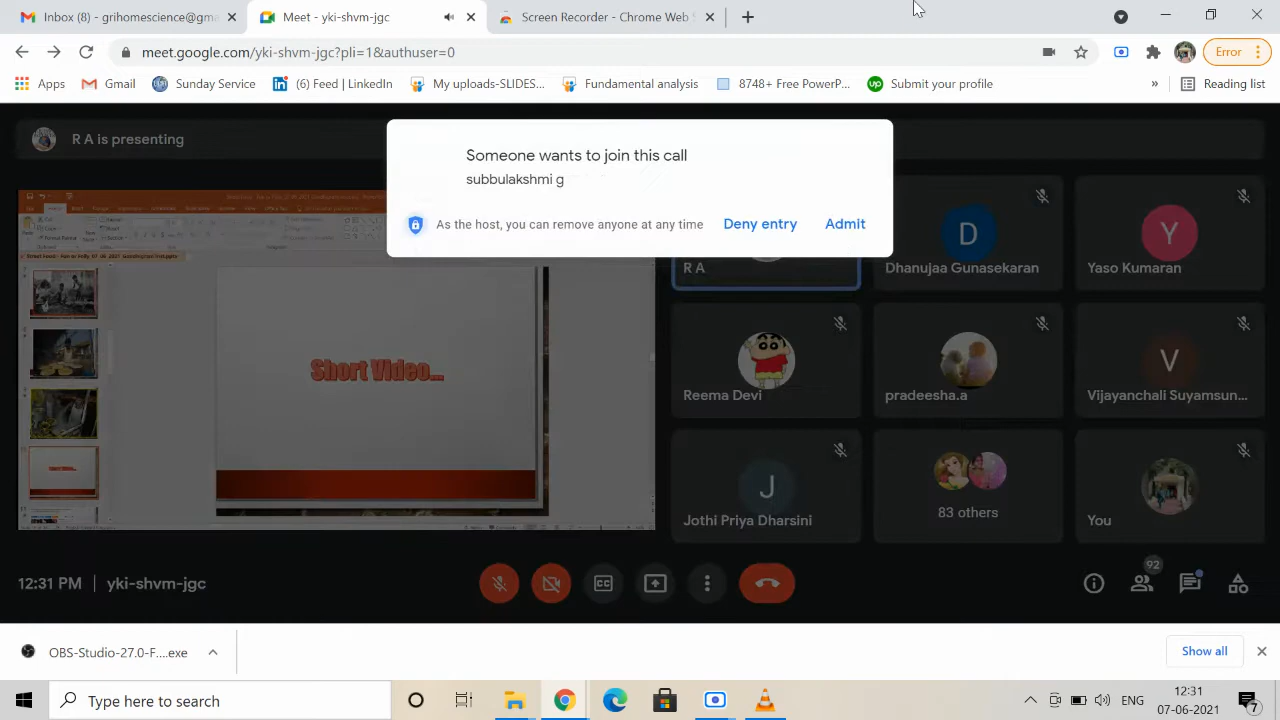 Inbox (8) - grihomescience@gma
Meet - yki-shvm-jgc
Screen Recorder - Chrome Web S
meet.google.com/yki-shvm-jgc?pli=1&authuser=0
Error
Apps
Gmail
Sunday Service
(6) Feed | LinkedIn
My uploads-SLIDES...
Fundamental analysis
8748+ Free PowerP...
up
Submit your profile
»
Reading list
R A is presenting
Someone wants to join this call
subbulakshmi g
As the host, you can remove anyone at any time
Deny entry
Admit
R A
D
Dhanujaa Gunasekaran
Y
Yaso Kumaran
Short Video...
Reema Devi
pradeesha.a
V
Vijayanchali Suyamsun...
J
Jothi Priya Dharsini
83 others
You
12:31 PM | yki-shvm-jgc
CC
92
OBS-Studio-27.0-F....exe
Show all
Type here to search
ENG
12:31
07-06-2021
7